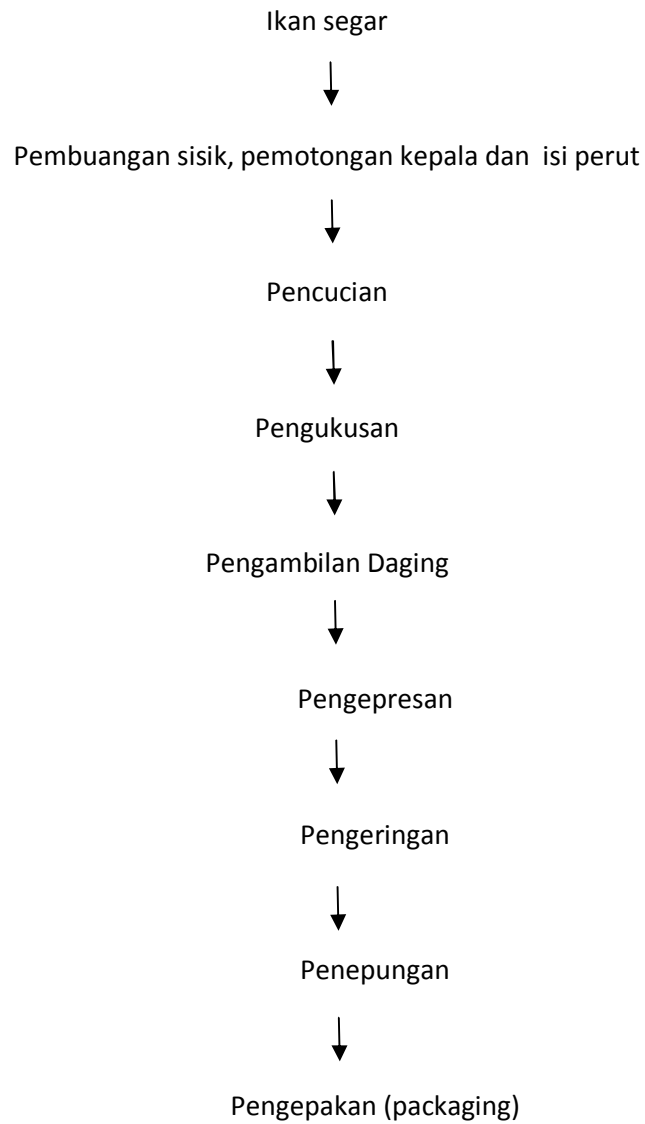 Ikan segar
Pembuangan sisik, pemotongan kepala dan  isi perut
Pencucian
Pengukusan
Pengambilan Daging
Pengepresan
Pengeringan
Penepungan
Pengepakan (packaging)